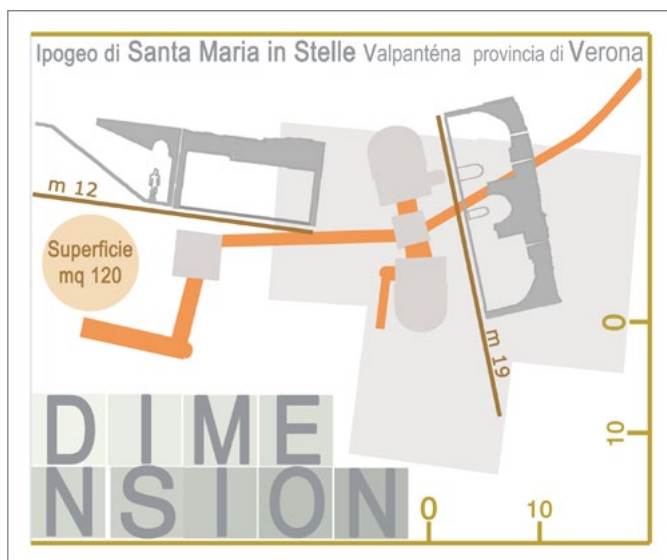 Ipogeo di Santa Maria in Stelle Valpanténa provincia di Verona
m 12
Superficie
mq 120
m 19
0
10
DIME
NSION
0
10